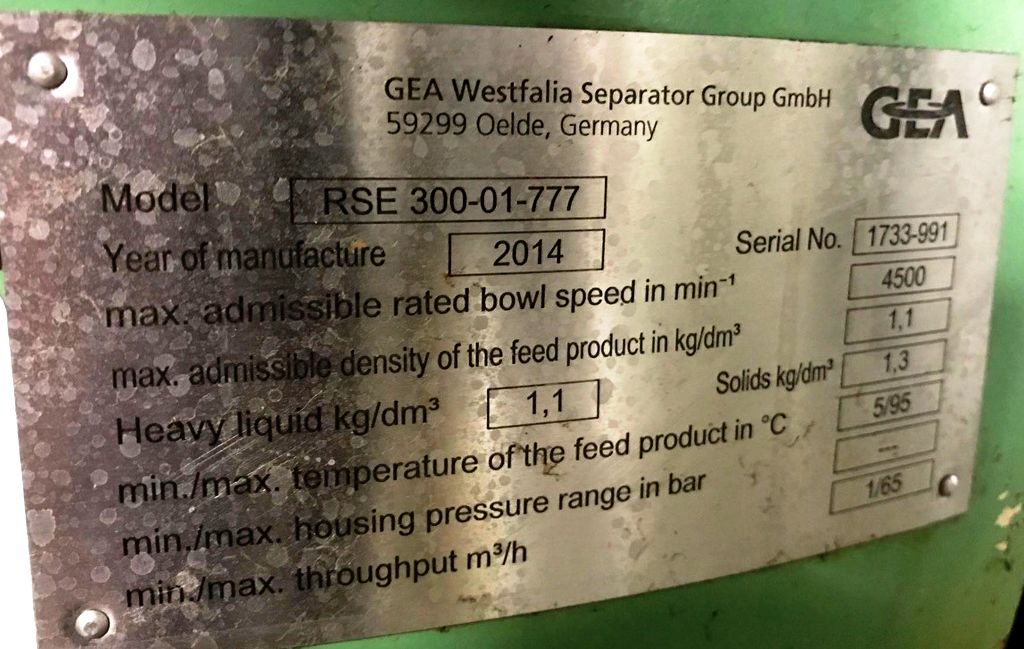 GEA Westfalia Separator Group GmbH
59299 Oelde, Germany
GEA
Model RSE 300-01-777
Year of manufacture 2014 Serial No. 1733-991
max. admissible rated bowl speed in min⁻¹ 4500
max. admissible density of the feed product in kg/dm³ 1,1
Heavy liquid kg/dm³ 1,1 Solids kg/dm³ 1,3
min./max. temperature of the feed product in °C 5/95
min./max. housing pressure range in bar ---
min./max. throughput m³/h 1/65